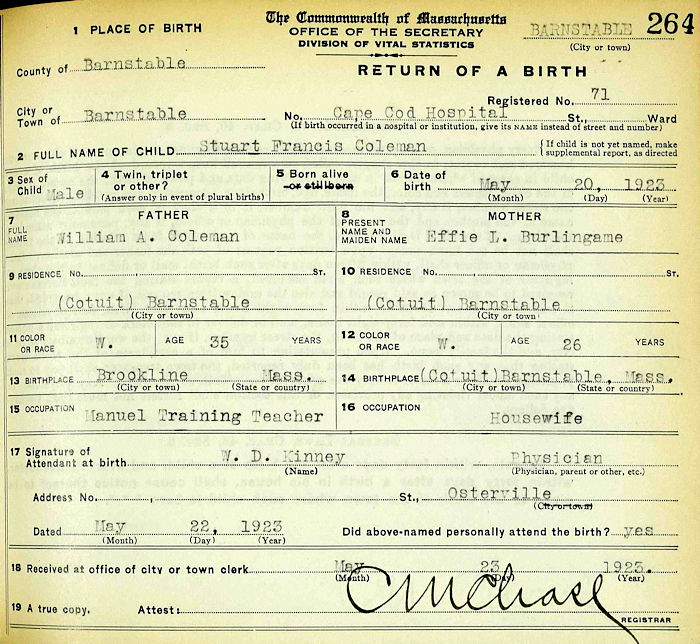 The Commonwealth of Massachusetts
OFFICE OF THE SECRETARY
DIVISION OF VITAL STATISTICS
BARNSTABLE 264
(City or town)
1 PLACE OF BIRTH
RETURN OF A BIRTH
County of Barnstable
Registered No. 71
City or
Town of Barnstable No. Cape Cod Hospital St., Ward
(If birth occurred in a hospital or institution, give its NAME instead of street and number)
2 FULL NAME OF CHILD Stuart Francis Coleman {If child is not yet named, make supplemental report, as directed
3 Sex of Child Male 4 Twin, triplet or other? 5 Born alive or stillborn 6 Date of birth May 20, 1923
(Answer only in event of plural births) (Month) (Day) (Year)
FATHER MOTHER
7 FULL NAME William A. Coleman 8 PRESENT NAME AND MAIDEN NAME Effie L. Burlingame
9 RESIDENCE No. , St. 10 RESIDENCE No. , St.
(Cotuit) Barnstable (Cotuit) Barnstable
(City or town) (City or town)
11 COLOR OR RACE W. AGE 35 YEARS 12 COLOR OR RACE W. AGE 26 YEARS
13 BIRTHPLACE Brookline Mass. 14 BIRTHPLACE (Cotuit)Barnstable, Mass.
(City or town) (State or country) (City or town) (State or country)
15 OCCUPATION Manuel Training Teacher 16 OCCUPATION Housewife
17 Signature of Attendant at birth W. D. Kinney Physician
(Name) (Physician, parent or other, etc.)
Address No. , St., Osterville
(City or town)
Dated May 22, 1923 Did above-named personally attend the birth? yes
(Month) (Day) (Year)
18 Received at office of city or town clerk May 23 1923.
(Month) (Day) (Year)
19 A true copy. Attest: C M Chase
REGISTRAR